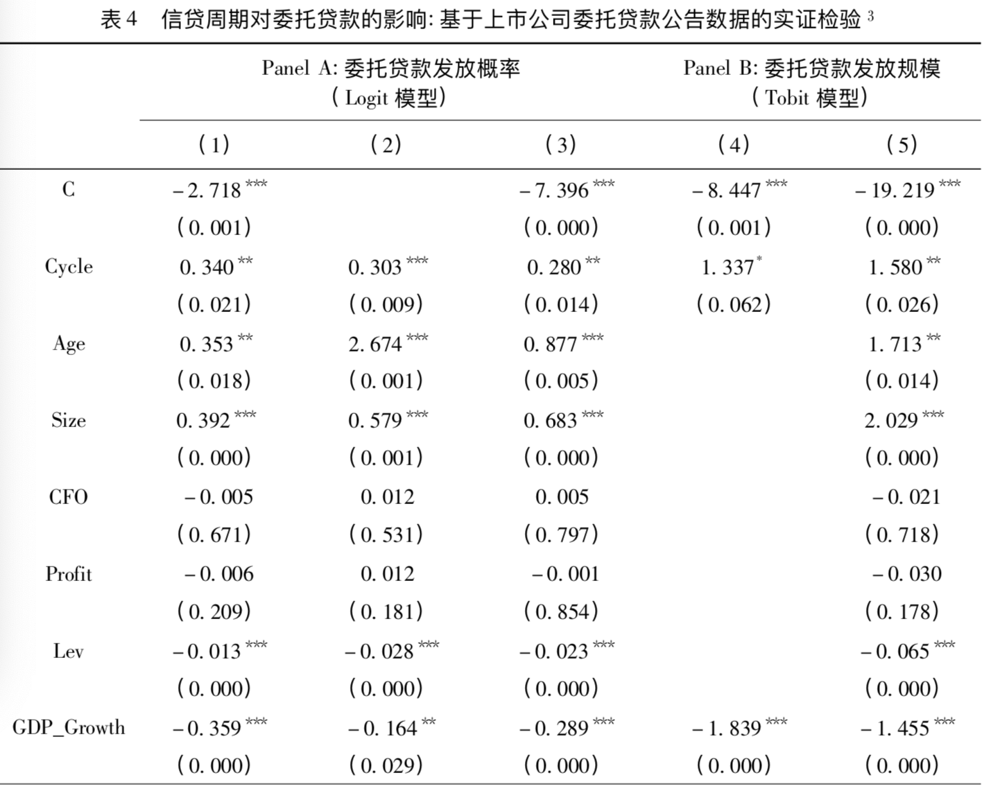 表4 信贷周期对委托贷款的影响: 基于上市公司委托贷款公告数据的实证检验 3
Panel A: 委托贷款发放概率 Panel B: 委托贷款发放规模
(Logit 模型) (Tobit 模型)
(1) (2) (3) (4) (5)
C -2.718*** -7.396*** -8.447*** -19.219***
(0.001) (0.000) (0.001) (0.000)
Cycle 0.340** 0.303*** 0.280** 1.337* 1.580**
(0.021) (0.009) (0.014) (0.062) (0.026)
Age 0.353** 2.674*** 0.877*** 1.713**
(0.018) (0.001) (0.005) (0.014)
Size 0.392*** 0.579*** 0.683*** 2.029***
(0.000) (0.001) (0.000) (0.000)
CFO -0.005 0.012 0.005 -0.021
(0.671) (0.531) (0.797) (0.718)
Profit -0.006 0.012 -0.001 -0.030
(0.209) (0.181) (0.854) (0.178)
Lev -0.013*** -0.028*** -0.023*** -0.065***
(0.000) (0.000) (0.000) (0.000)
GDP_Growth -0.359*** -0.164** -0.289*** -1.839*** -1.455***
(0.000) (0.029) (0.000) (0.000) (0.000)